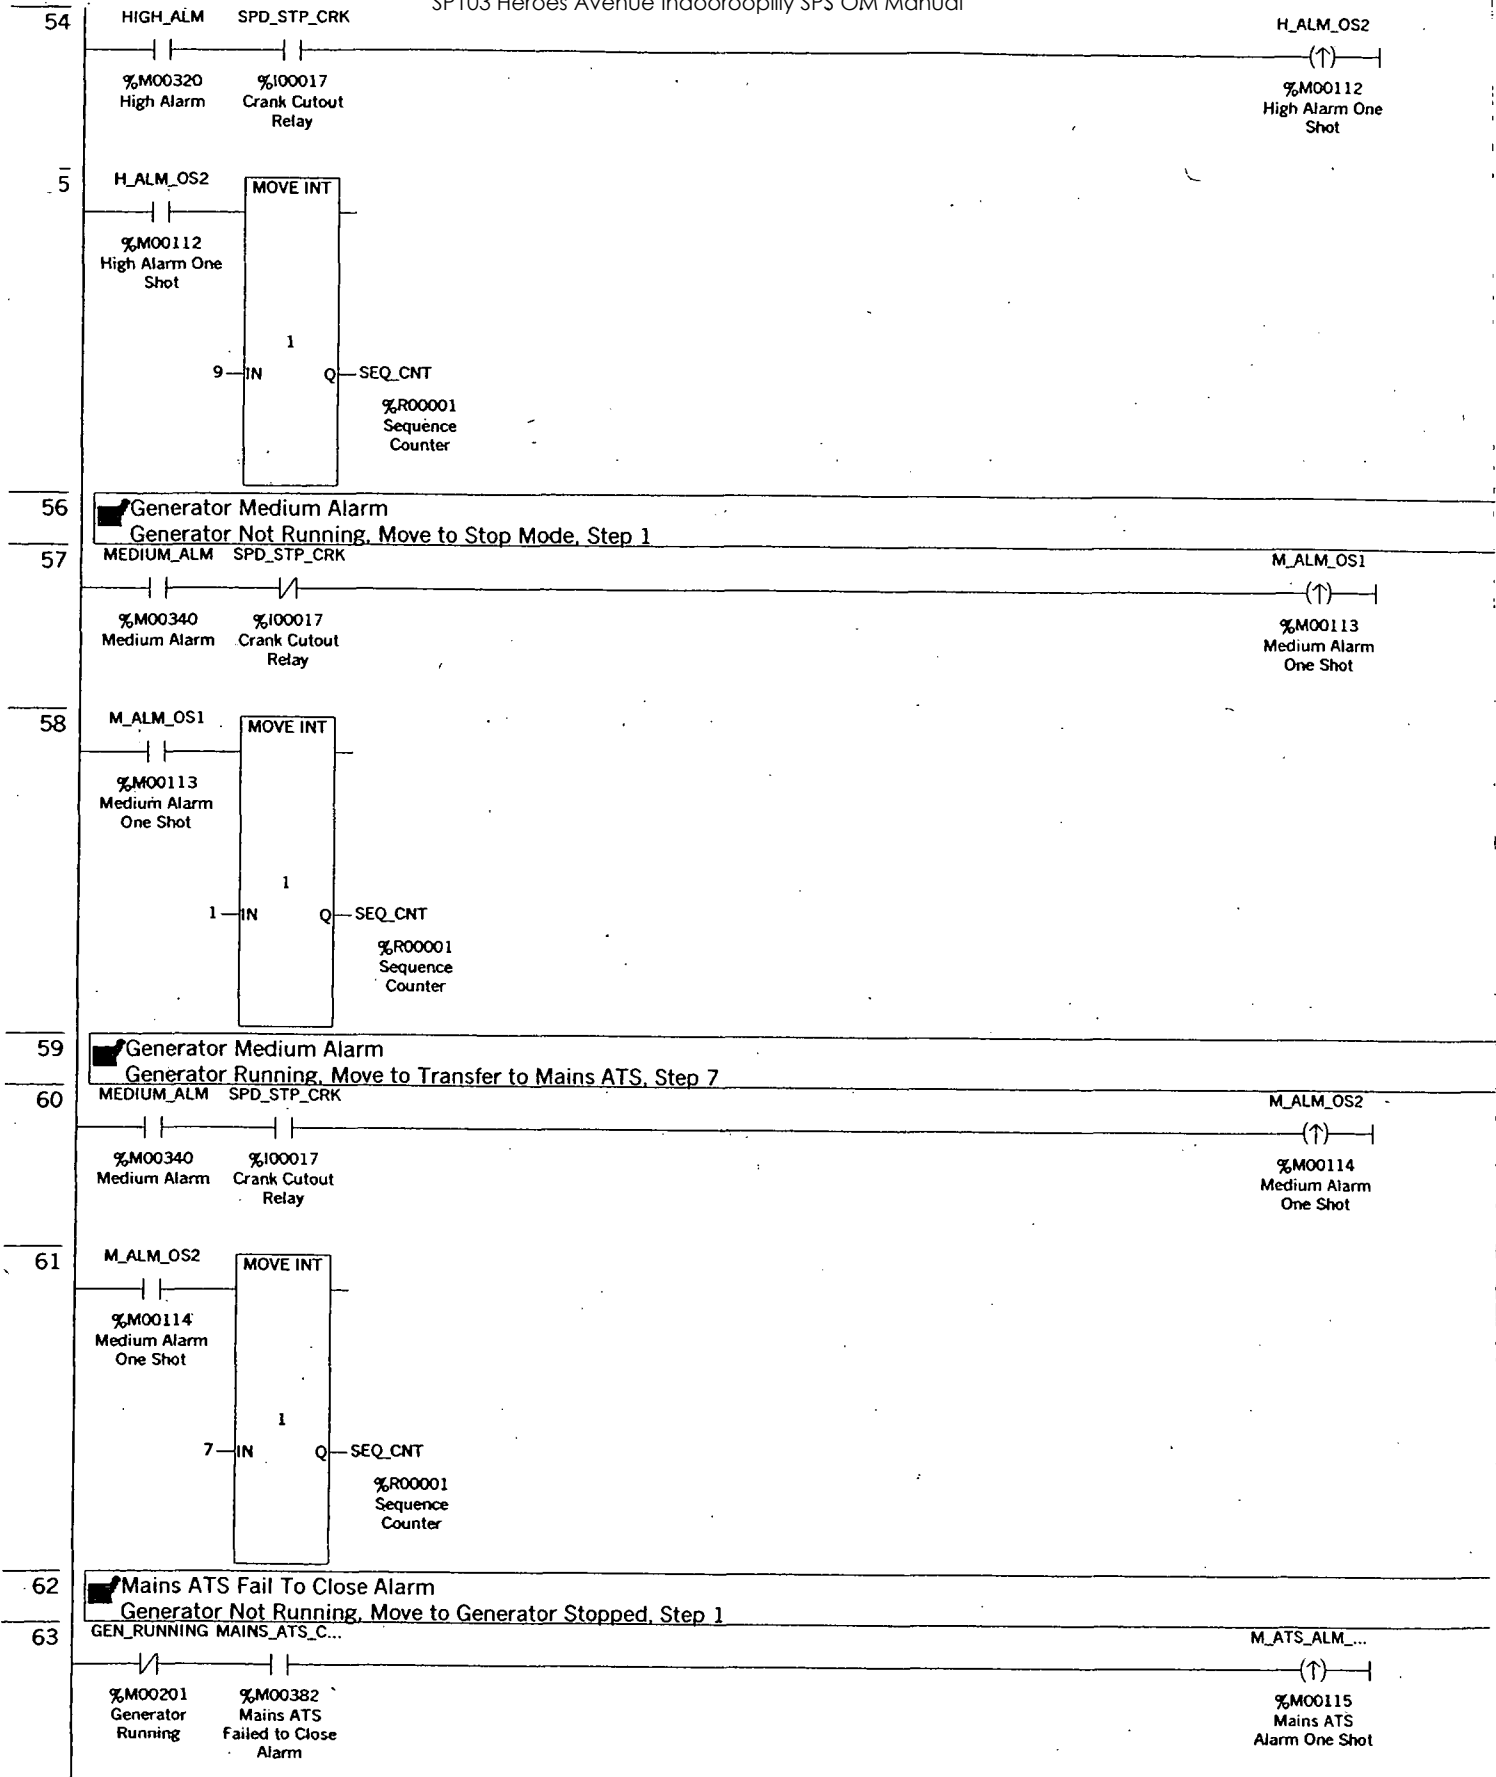 SP103 Heroes Avenue Indooroopilly SPS OM Manual
54
HIGH_ALM SPD_STP_CRK
H_ALM_OS2
%M00320 %I00017
%M00112
High Alarm Crank Cutout
Relay
High Alarm One
Shot
5
H_ALM_OS2
MOVE INT
%M00112
High Alarm One
Shot
1
9 IN Q SEQ_CNT
%R00001
Sequence
Counter
56
Generator Medium Alarm
Generator Not Running, Move to Stop Mode, Step 1
57
MEDIUM_ALM SPD_STP_CRK
M_ALM_OS1
%M00340 %I00017
%M00113
Medium Alarm Crank Cutout
Relay
Medium Alarm
One Shot
58
M_ALM_OS1
MOVE INT
%M00113
Medium Alarm
One Shot
1
1 IN Q SEQ_CNT
%R00001
Sequence
Counter
59
Generator Medium Alarm
Generator Running, Move to Transfer to Mains ATS, Step 7
60
MEDIUM_ALM SPD_STP_CRK
M_ALM_OS2
%M00340 %I00017
%M00114
Medium Alarm Crank Cutout
Relay
Medium Alarm
One Shot
61
M_ALM_OS2
MOVE INT
%M00114
Medium Alarm
One Shot
1
7 IN Q SEQ_CNT
%R00001
Sequence
Counter
62
Mains ATS Fail To Close Alarm
Generator Not Running, Move to Generator Stopped, Step 1
63
GEN_RUNNING MAINS_ATS_C...
M_ATS_ALM_...
%M00201 %M00382
%M00115
Generator
Running
Mains ATS
Failed to Close
Alarm
Mains ATS
Alarm One Shot